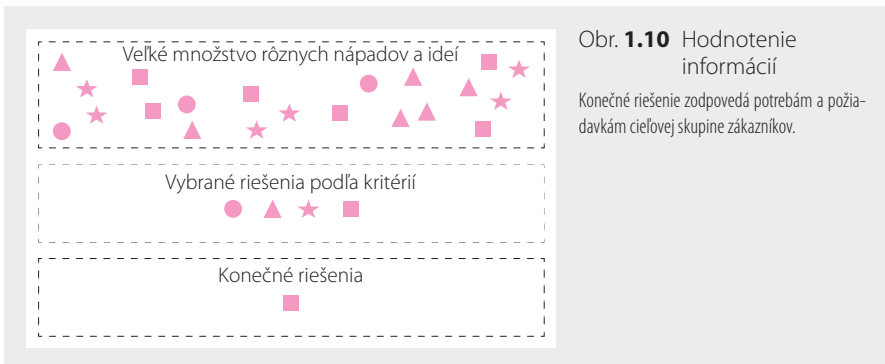 Veľké množstvo rôznych nápadov a ideí
Vybrané riešenia podľa kritérií
Konečné riešenia
Obr. 1.10 Hodnotenie
informácií
Konečné riešenie zodpovedá potrebám a požia-
davkám cieľovej skupine zákazníkov.